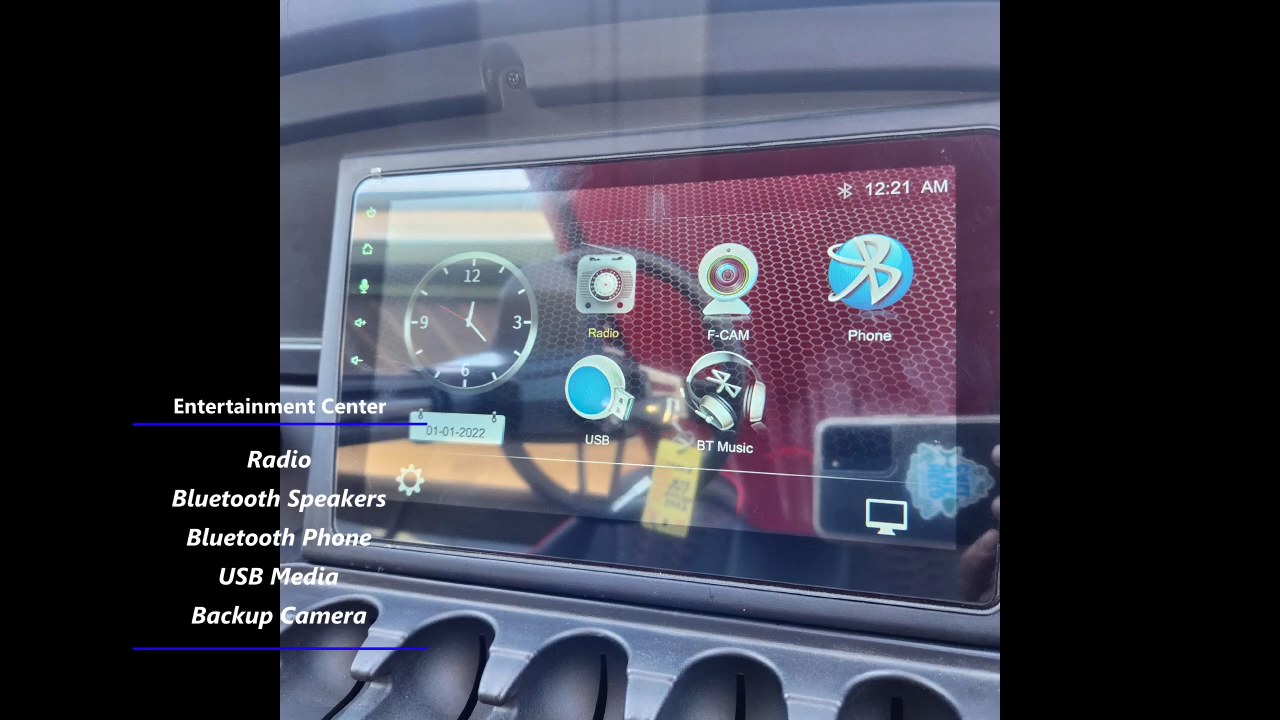 12:21 AM
12
9
3
6
Radio
F-CAM
Phone
01-01-2022
USB
BT Music
Entertainment Center
Radio
Bluetooth Speakers
Bluetooth Phone
USB Media
Backup Camera